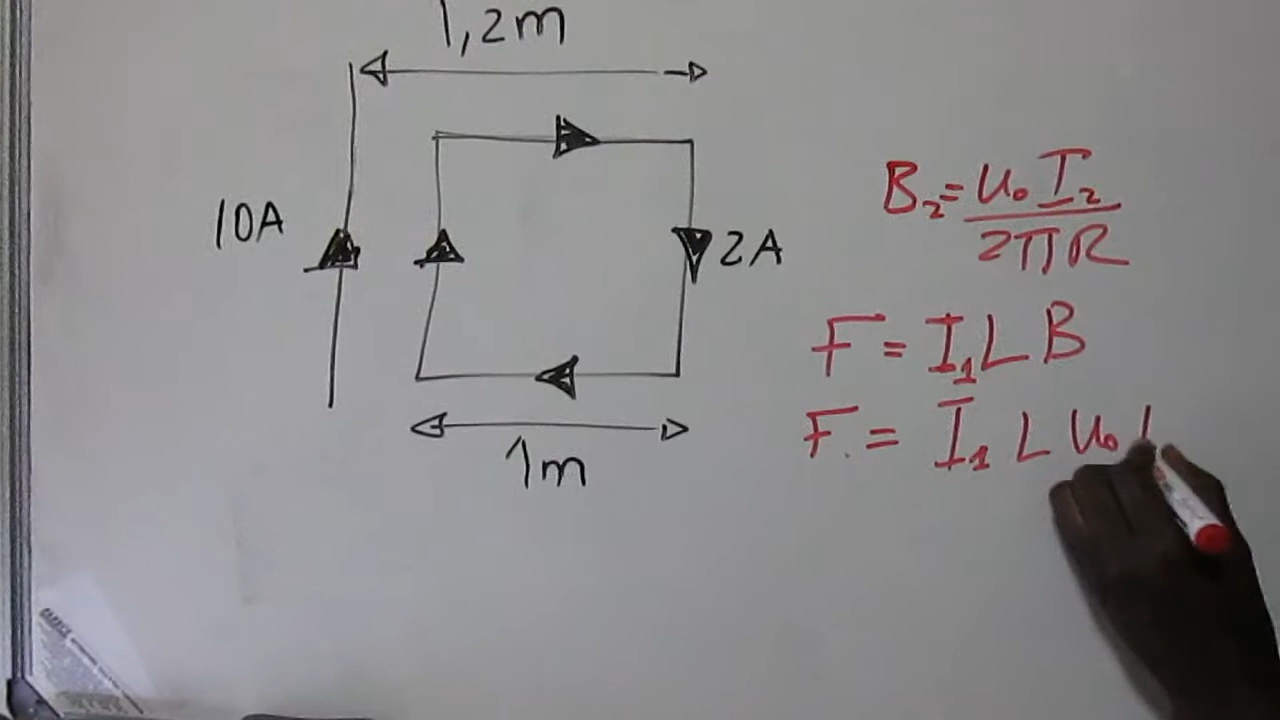 1,2m
10A
2A
1m
B₂ = u₀ I₂ / 2πR
F = I₁ L B
F = I₁ L u₀ I